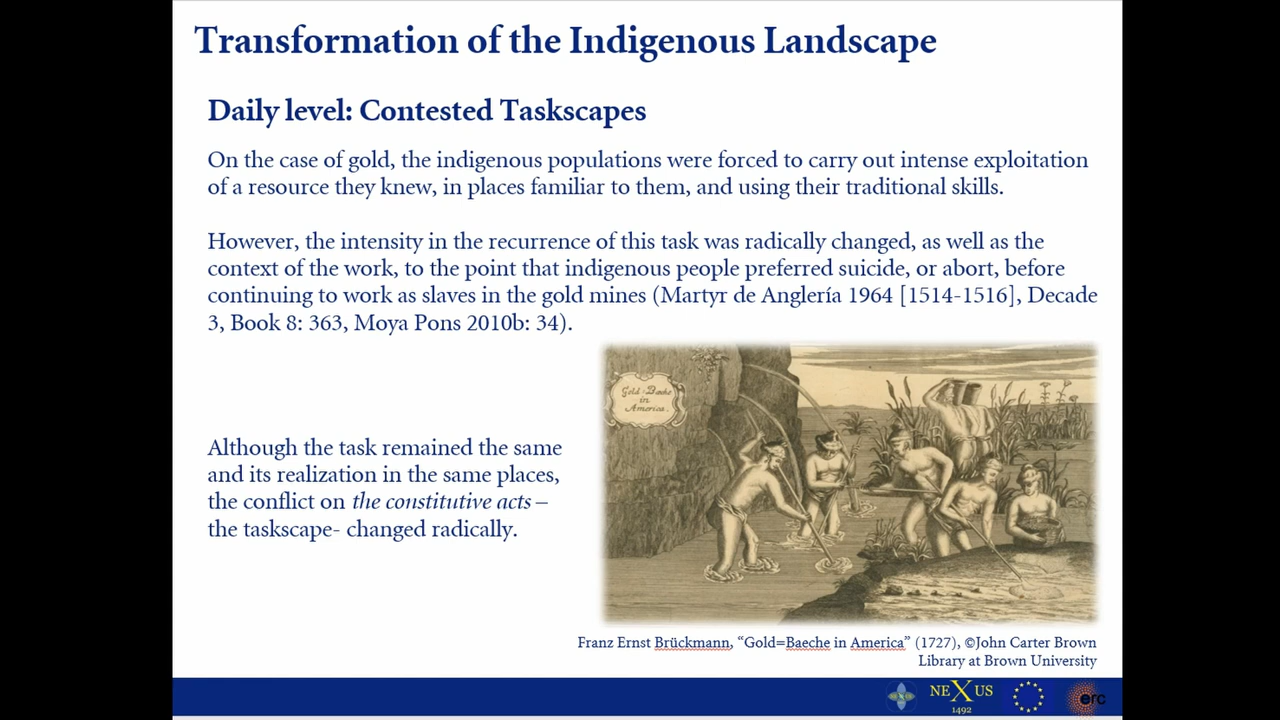 Transformation of the Indigenous Landscape
Daily level: Contested Taskscapes
On the case of gold, the indigenous populations were forced to carry out intense exploitation
of a resource they knew, in places familiar to them, and using their traditional skills.
However, the intensity in the recurrence of this task was radically changed, as well as the
context of the work, to the point that indigenous people preferred suicide, or abort, before
continuing to work as slaves in the gold mines (Martyr de Anglería 1964 [1514-1516], Decade
3, Book 8: 363, Moya Pons 2010b: 34).
Gold=Baeche
in
America.
Although the task remained the same
and its realization in the same places,
the conflict on the constitutive acts –
the taskscape- changed radically.
Franz Ernst Brückmann, “Gold=Baeche in America” (1727), ©John Carter Brown
Library at Brown University
NEXUS
1492
erc